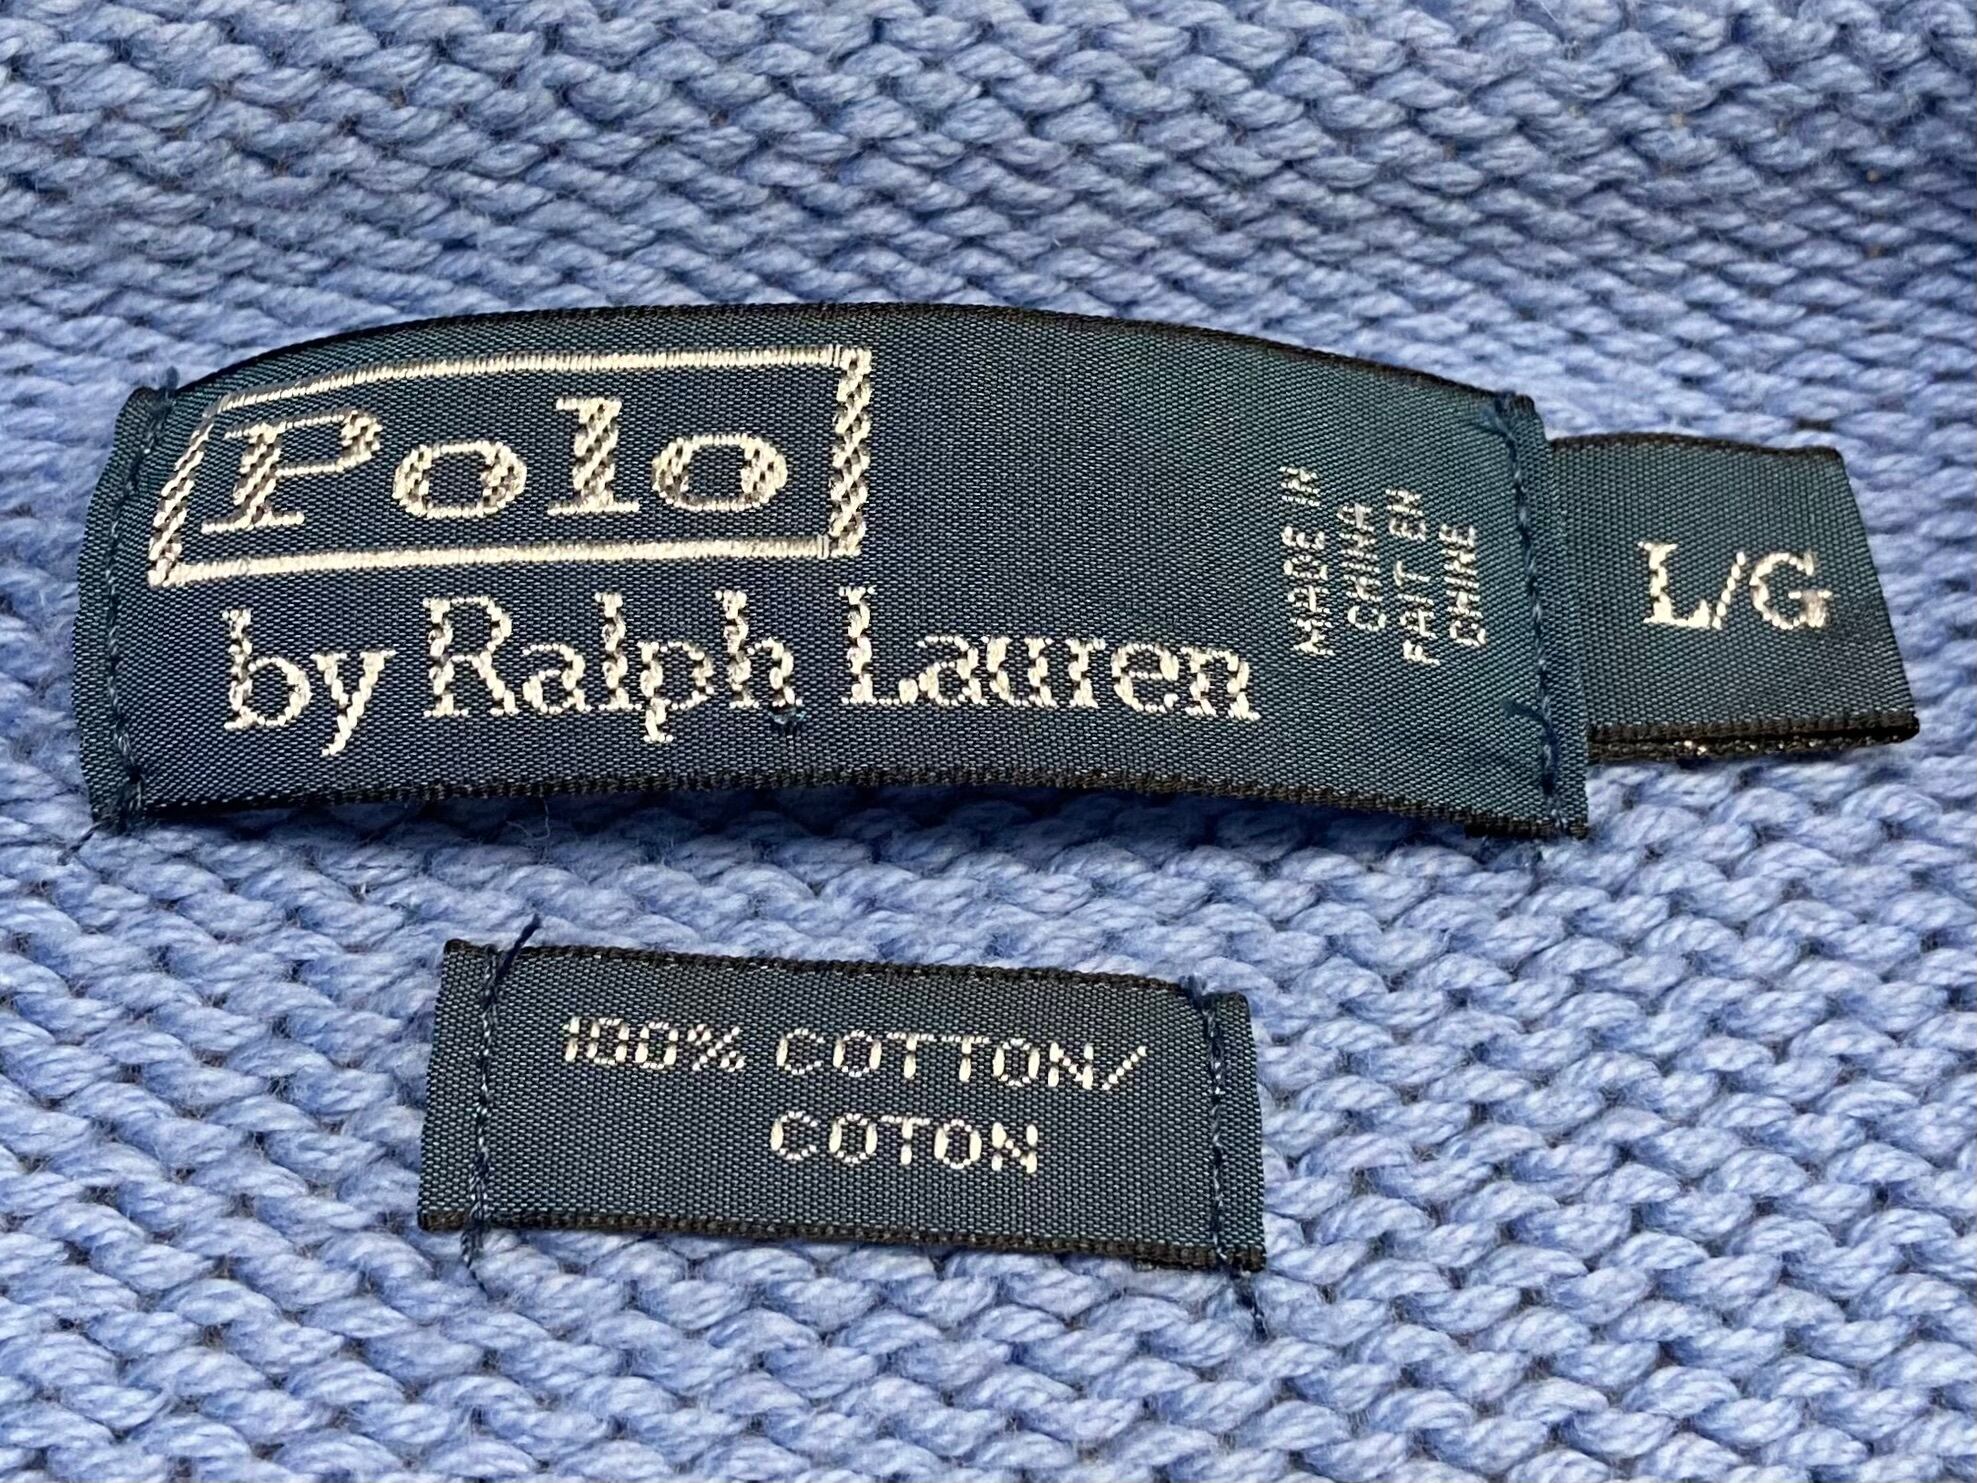 Polo
by Ralph Lauren
MADE IN
CHINA
FAIT EN
CHINE
L/G
100% COTTON/
COTON